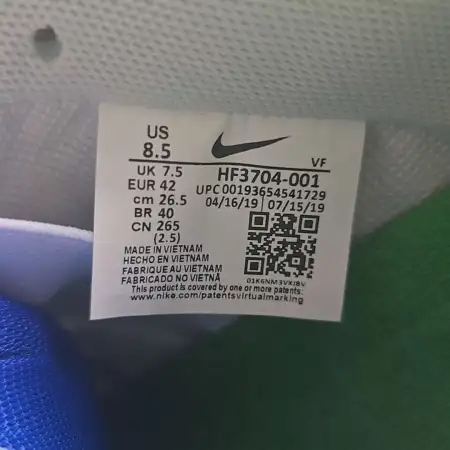 US
8.5
UK 7.5
EUR 42
cm 26.5
BR 40
CN 265
(2.5)
VF
HF3704-001
UPC 00193654541729
04/16/19 07/15/19
01K6NM3VXIBV
MADE IN VIETNAM
HECHO EN VIETNAM
FABRIQUE AU VIETNAM
FABRICADO NO VIETNÃ
This product is covered by one or more patents see
www.nike.com/patentsvirtualmarking